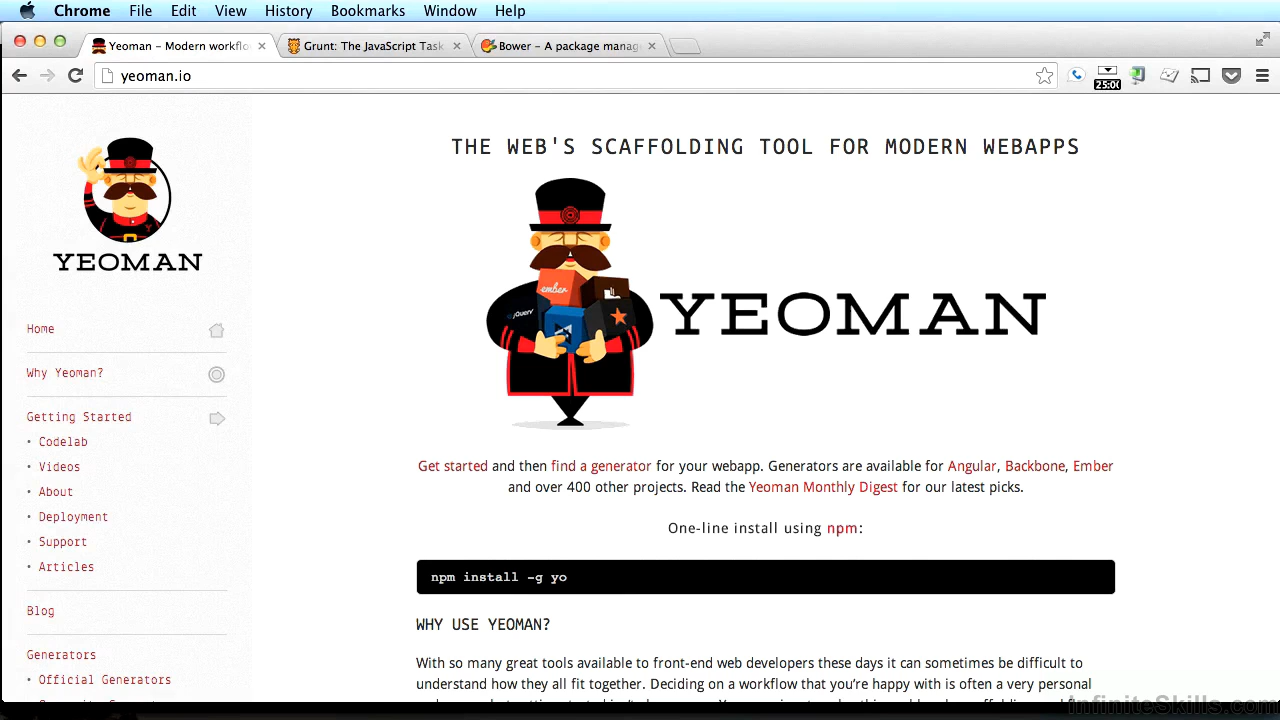 Chrome File Edit View History Bookmarks Window Help
Yeoman – Modern workflo
Grunt: The JavaScript Task
Bower – A package manag
yeoman.io
25:00
THE WEB'S SCAFFOLDING TOOL FOR MODERN WEBAPPS
YEOMAN
ember
jQuery
YEOMAN
Home
Why Yeoman?
Getting Started
• Codelab
• Videos
• About
• Deployment
• Support
• Articles
Blog
Generators
• Official Generators
Get started and then find a generator for your webapp. Generators are available for Angular, Backbone, Ember
and over 400 other projects. Read the Yeoman Monthly Digest for our latest picks.
One-line install using npm:
npm install -g yo
WHY USE YEOMAN?
With so many great tools available to front-end web developers these days it can sometimes be difficult to
understand how they all fit together. Deciding on a workflow that you're happy with is often a very personal
InfiniteSkills.com